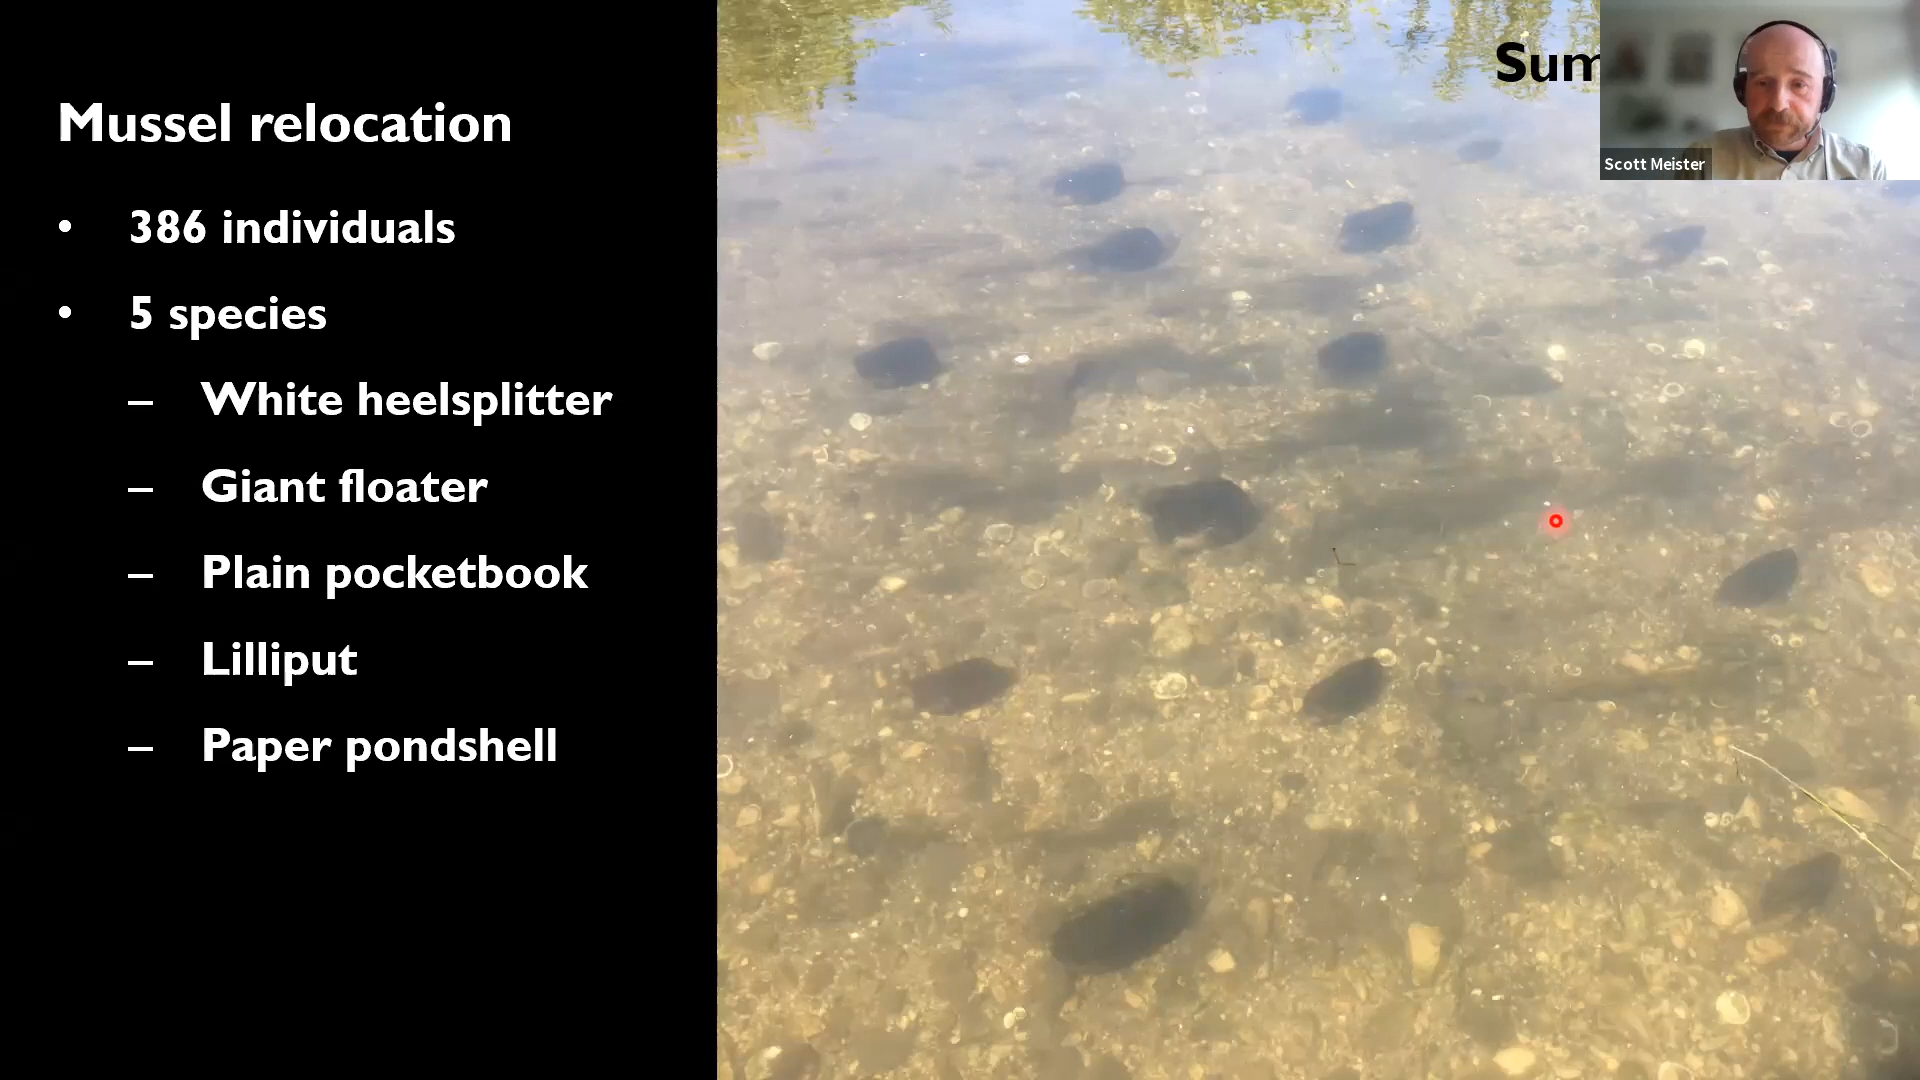 Mussel relocation
• 386 individuals
• 5 species
– White heelsplitter
– Giant floater
– Plain pocketbook
– Lilliput
– Paper pondshell
Scott Meister